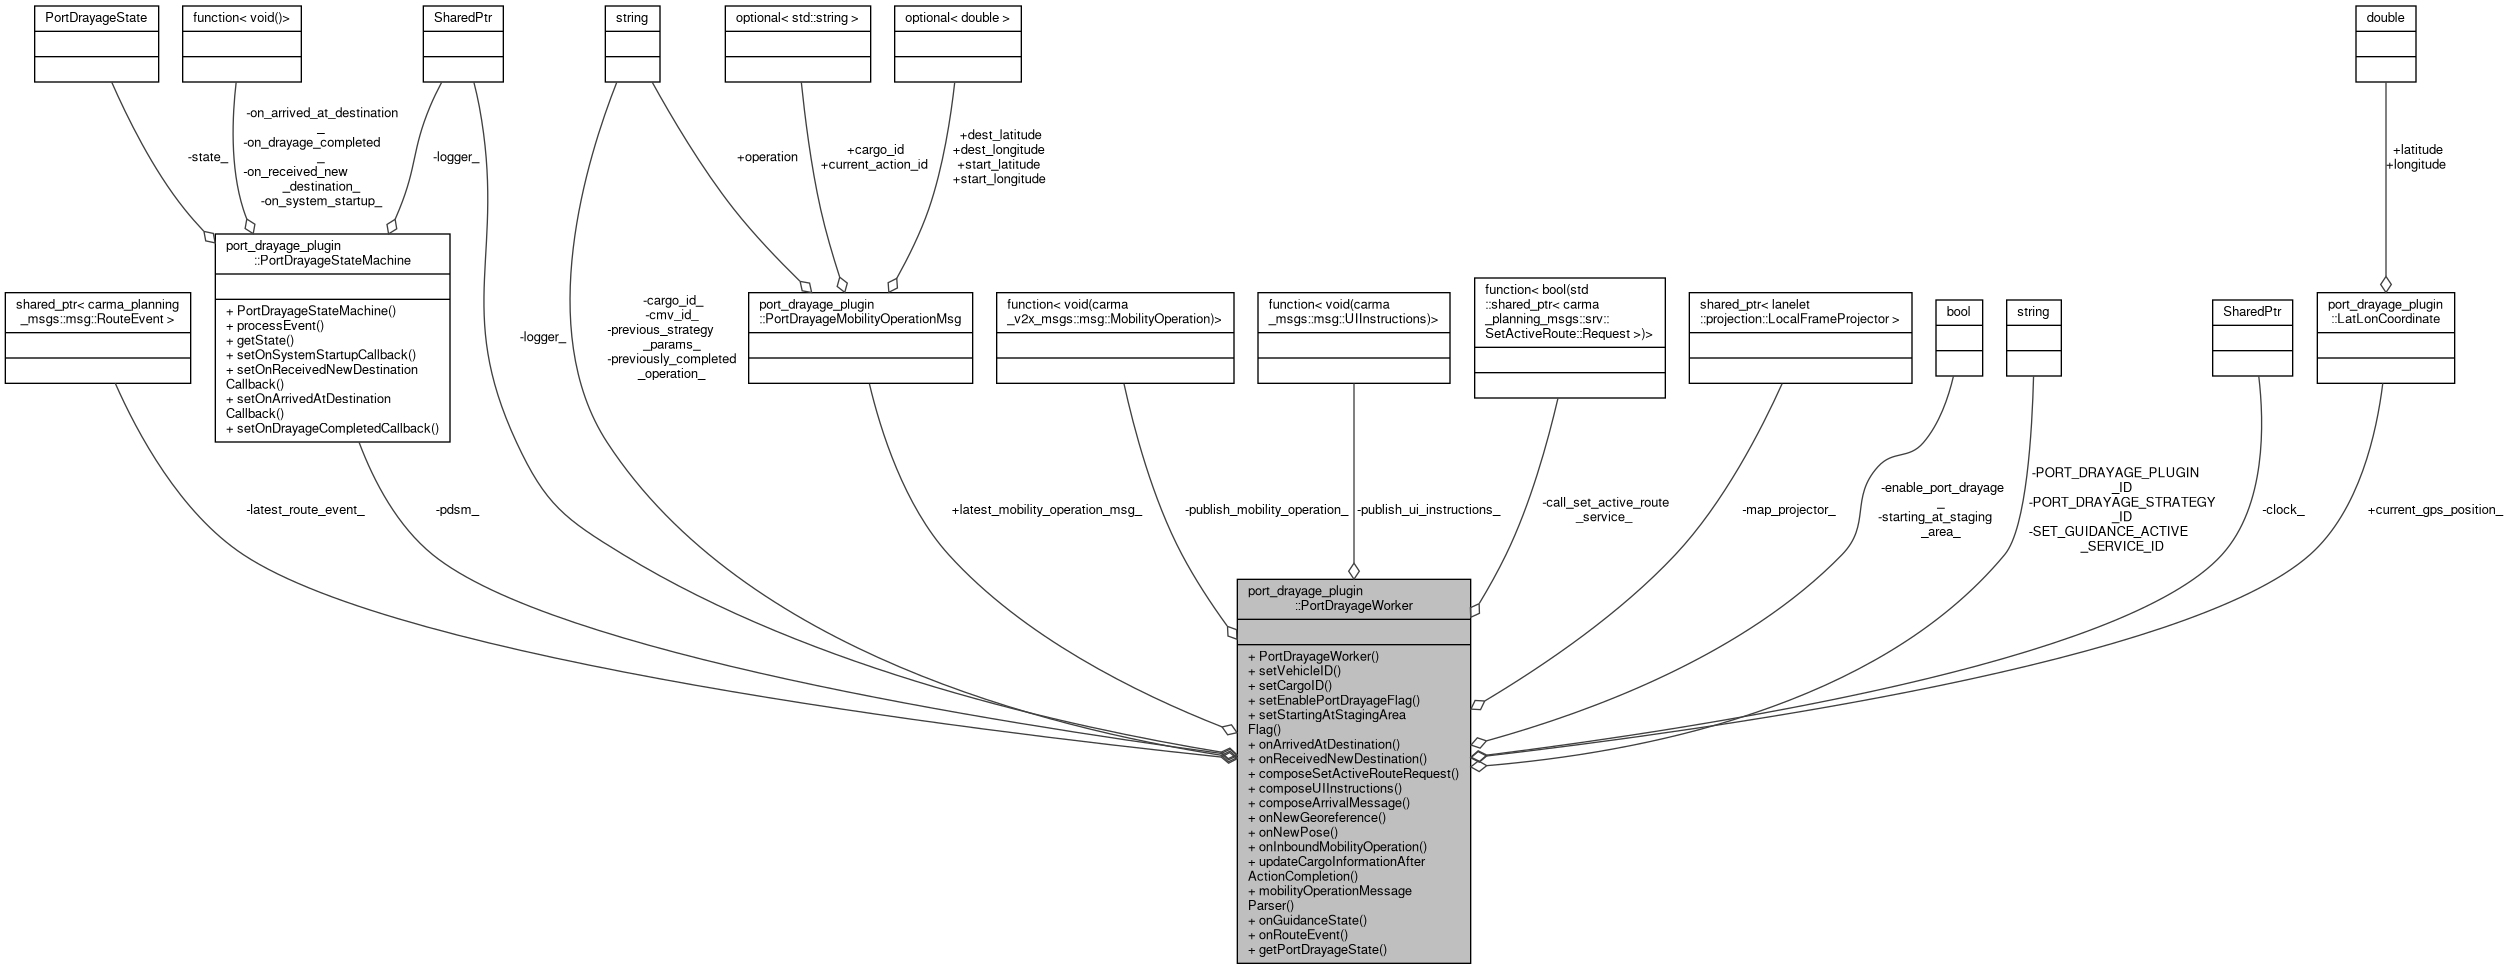 PortDrayageState
function< void()>
SharedPtr
string
optional< std::string >
optional< double >
double
-state_
-on_arrived_at_destination
_
-on_drayage_completed
_
-on_received_new
_destination_
-on_system_startup_
-logger_
+operation
+cargo_id
+current_action_id
+dest_latitude
+dest_longitude
+start_latitude
+start_longitude
+latitude
+longitude
shared_ptr< carma_planning
_msgs::msg::RouteEvent >
port_drayage_plugin
::PortDrayageStateMachine
+ PortDrayageStateMachine()
+ processEvent()
+ getState()
+ setOnSystemStartupCallback()
+ setOnReceivedNewDestination
Callback()
+ setOnArrivedAtDestination
Callback()
+ setOnDrayageCompletedCallback()
-logger_
-cargo_id_
-cmv_id_
-previous_strategy
_params_
-previously_completed
_operation_
port_drayage_plugin
::PortDrayageMobilityOperationMsg
function< void(carma
_v2x_msgs::msg::MobilityOperation)>
function< void(carma
_msgs::msg::UIInstructions)>
function< bool(std
::shared_ptr< carma
_planning_msgs::srv::
SetActiveRoute::Request >)>
shared_ptr< lanelet
::projection::LocalFrameProjector >
bool
string
SharedPtr
port_drayage_plugin
::LatLonCoordinate
-latest_route_event_
-pdsm_
+latest_mobility_operation_msg_
-publish_mobility_operation_
-publish_ui_instructions_
-call_set_active_route
_service_
-map_projector_
-enable_port_drayage
_
-starting_at_staging
_area_
-PORT_DRAYAGE_PLUGIN
_ID
-PORT_DRAYAGE_STRATEGY
_ID
-SET_GUIDANCE_ACTIVE
_SERVICE_ID
-clock_
+current_gps_position_
port_drayage_plugin
::PortDrayageWorker
+ PortDrayageWorker()
+ setVehicleID()
+ setCargoID()
+ setEnablePortDrayageFlag()
+ setStartingAtStagingArea
Flag()
+ onArrivedAtDestination()
+ onReceivedNewDestination()
+ composeSetActiveRouteRequest()
+ composeUIInstructions()
+ composeArrivalMessage()
+ onNewGeoreference()
+ onNewPose()
+ onInboundMobilityOperation()
+ updateCargoInformationAfter
ActionCompletion()
+ mobilityOperationMessage
Parser()
+ onGuidanceState()
+ onRouteEvent()
+ getPortDrayageState()